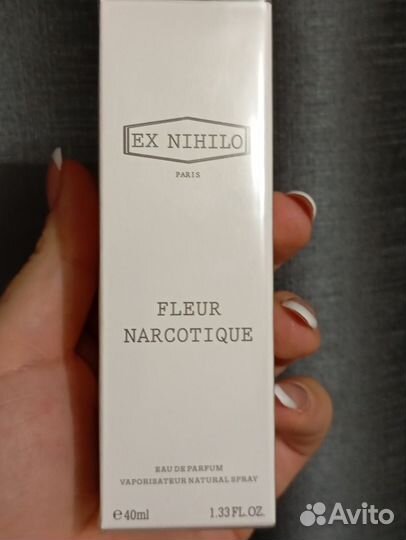 EX NIHILO
PARIS
FLEUR
NARCOTIQUE
EAU DE PARFUM
VAPORISATEUR NATURAL SPRAY
℮40ml 1.33 FL.OZ.
Avito